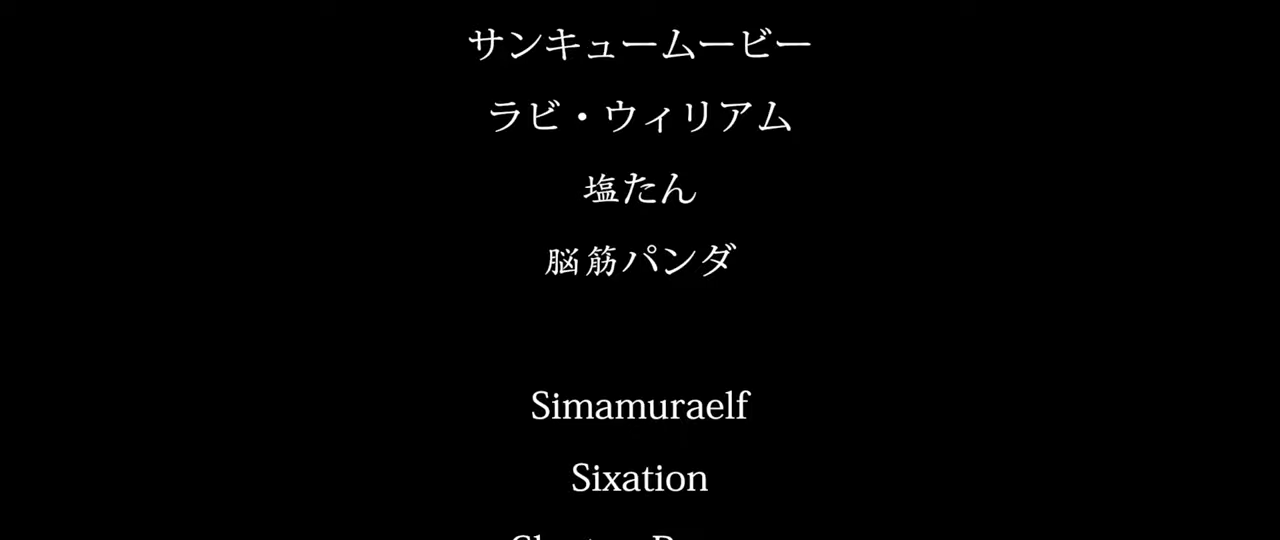 サンキュームービー
ラビ・ウィリアム
塩たん
脳筋パンダ
Simamuraelf
Sixation